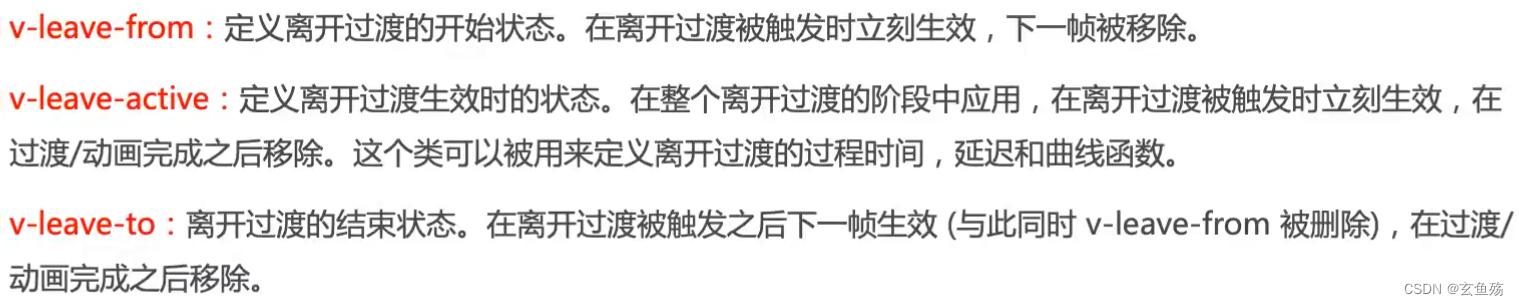 v-leave-from：定义离开过渡的开始状态。在离开过渡被触发时立刻生效，下一帧被移除。
v-leave-active：定义离开过渡生效时的状态。在整个离开过渡的阶段中应用，在离开过渡被触发时立刻生效，在
过渡/动画完成之后移除。这个类可以被用来定义离开过渡的过程时间，延迟和曲线函数。
v-leave-to：离开过渡的结束状态。在离开过渡被触发之后下一帧生效 (与此同时 v-leave-from 被删除)，在过渡/
动画完成之后移除。
CSDN @玄鱼殇